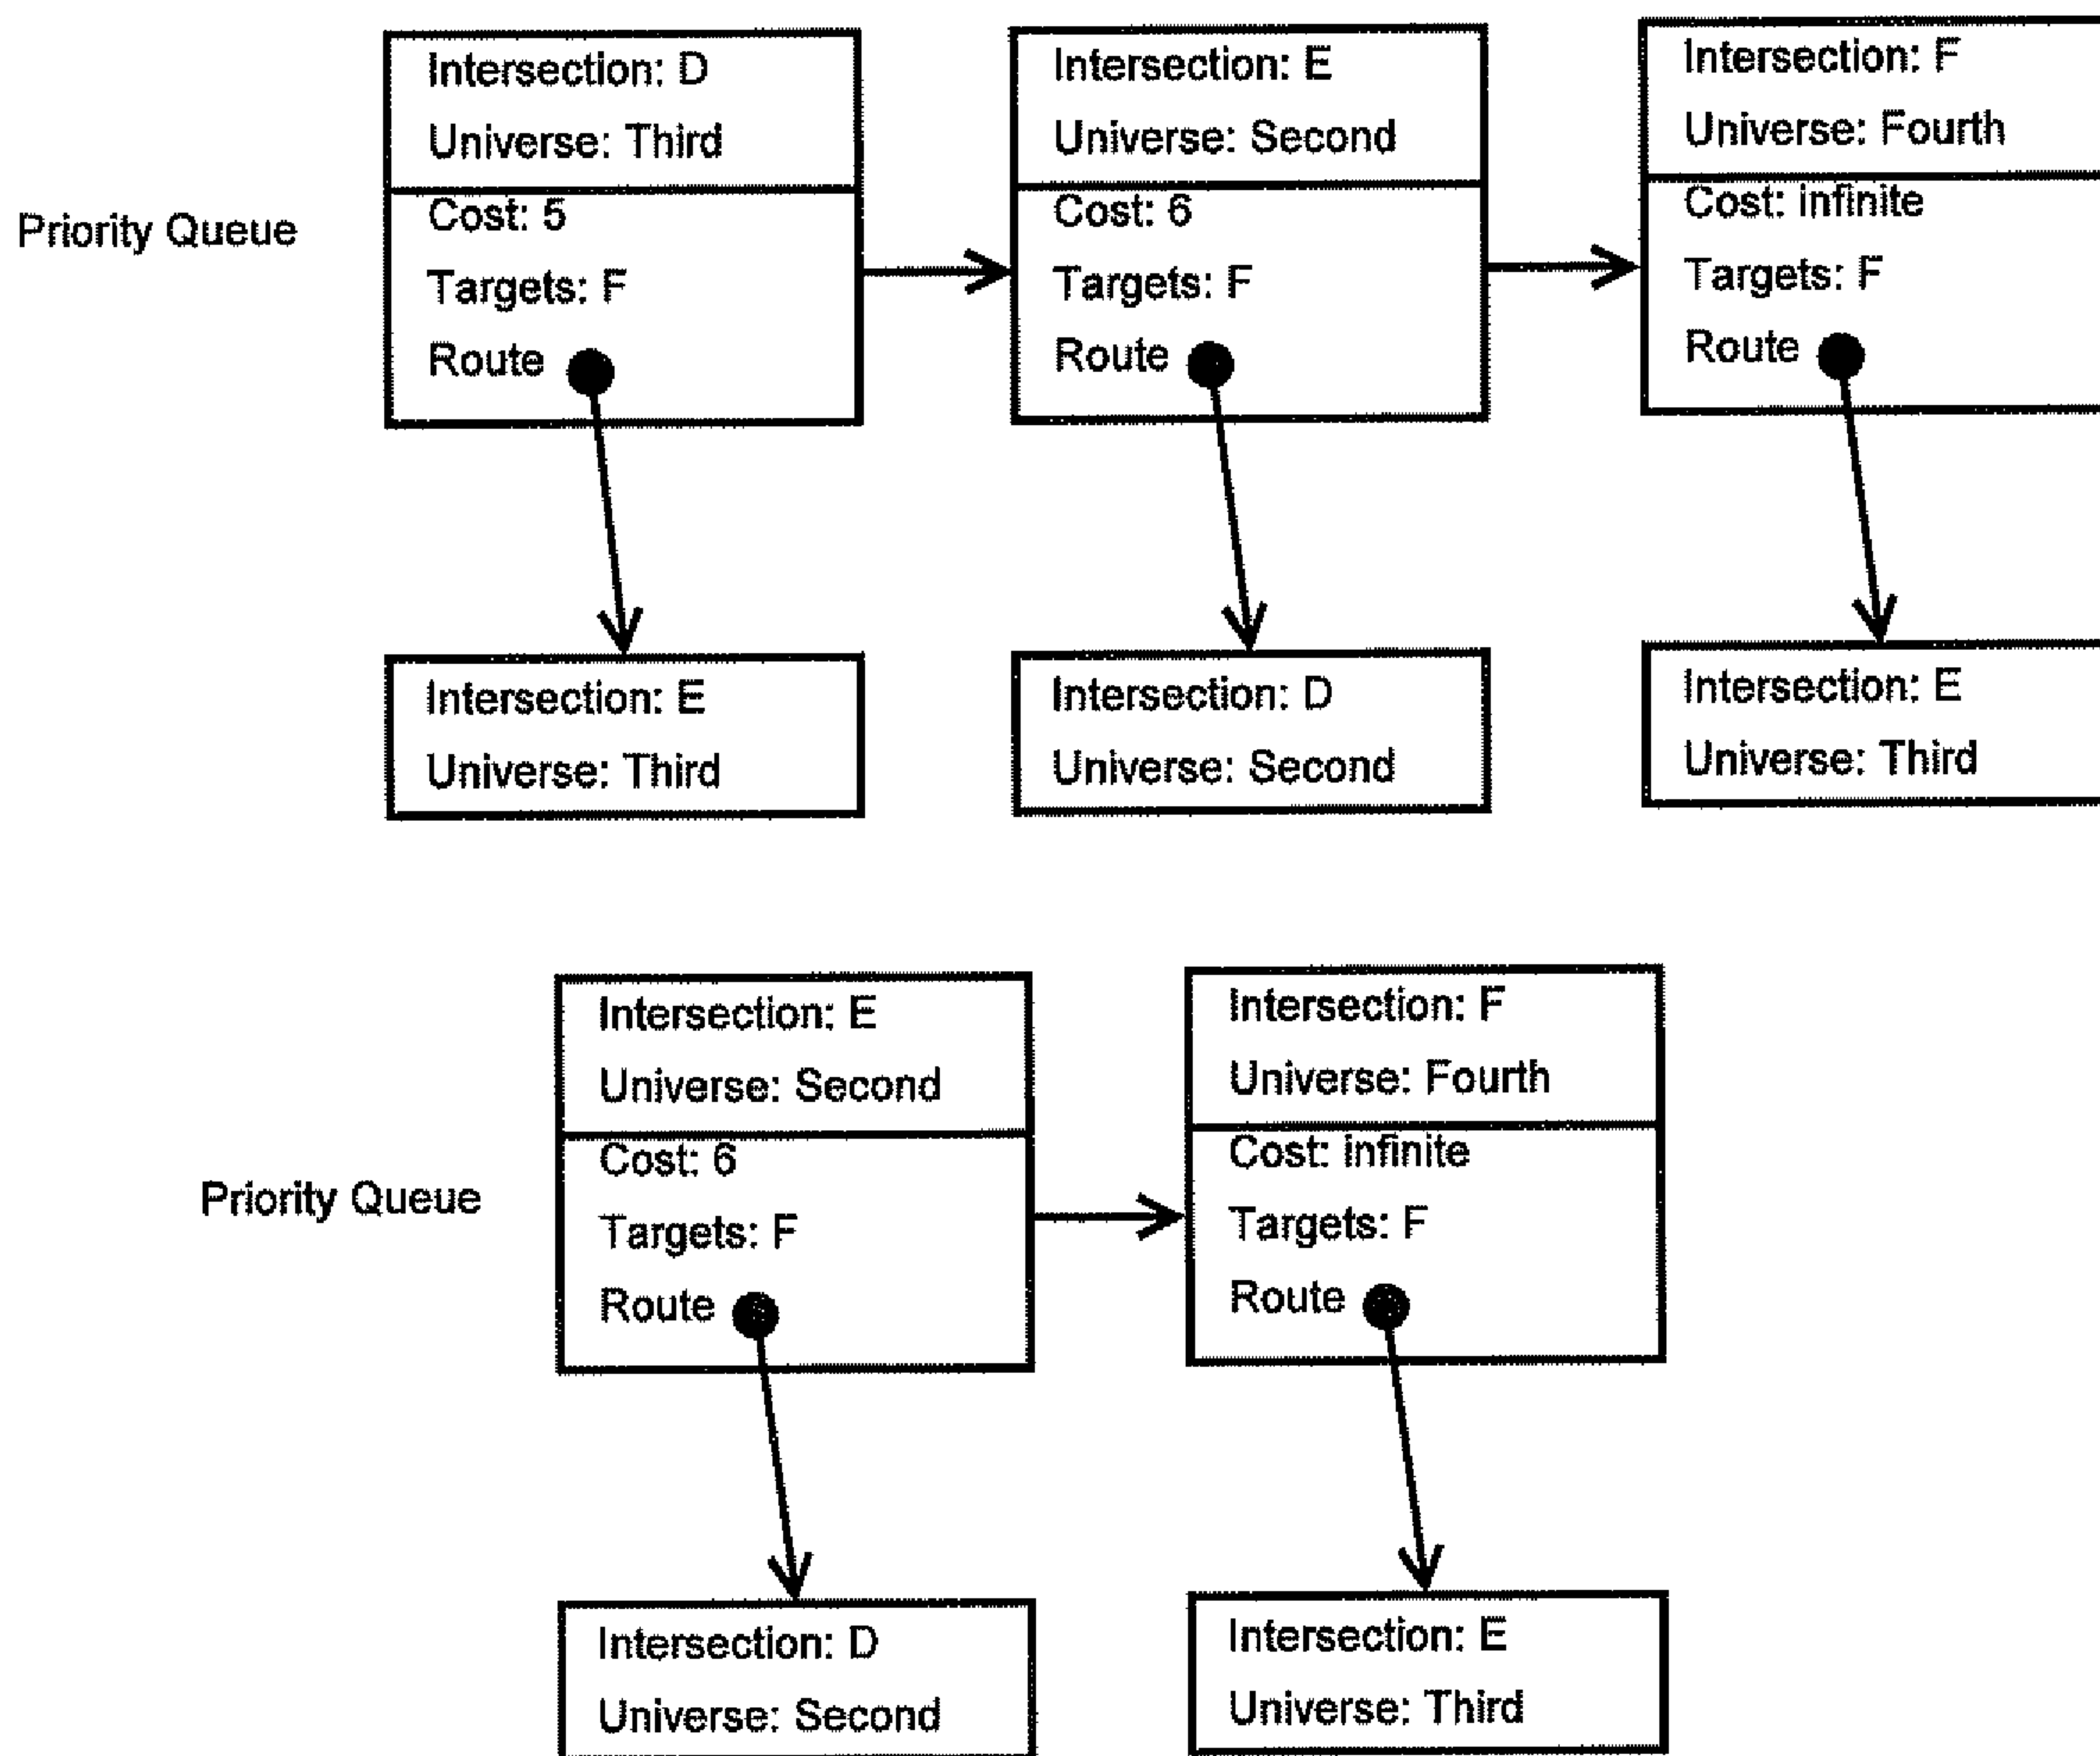 Priority Queue
Intersection: D
Universe: Third
Cost: 5
Targets: F
Route
Intersection: E
Universe: Second
Cost: 6
Targets: F
Route
Intersection: F
Universe: Fourth
Cost: infinite
Targets: F
Route
Intersection: E
Universe: Third
Intersection: D
Universe: Second
Intersection: E
Universe: Third
Priority Queue
Intersection: E
Universe: Second
Cost: 6
Targets: F
Route
Intersection: F
Universe: Fourth
Cost: infinite
Targets: F
Route
Intersection: D
Universe: Second
Intersection: E
Universe: Third